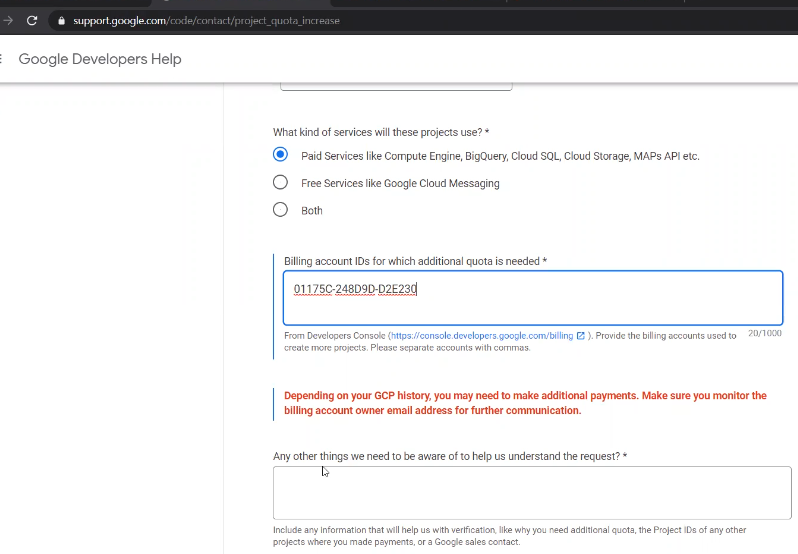 support.google.com/code/contact/project_quota_increase
Google Developers Help
What kind of services will these projects use? *
Paid Services like Compute Engine, BigQuery, Cloud SQL, Cloud Storage, MAPs API etc.
Free Services like Google Cloud Messaging
Both
Billing account IDs for which additional quota is needed *
01175C-248D9D-D2E230
From Developers Console (https://console.developers.google.com/billing ). Provide the billing accounts used to
create more projects. Please separate accounts with commas.
20/1000
Depending on your GCP history, you may need to make additional payments. Make sure you monitor the
billing account owner email address for further communication.
Any other things we need to be aware of to help us understand the request? *
Include any information that will help us with verification, like why you need additional quota, the Project IDs of any other
projects where you made payments, or a Google sales contact.